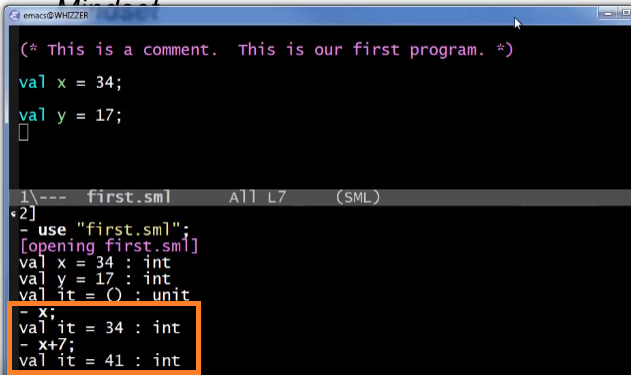 Mindset
emacs@WHIZZER
(* This is a comment.  This is our first program. *)
val x = 34;
val y = 17;
1\---  first.sml      All L7     (SML)
2]
- use "first.sml";
[opening first.sml]
val x = 34 : int
val y = 17 : int
val it = () : unit
- x;
val it = 34 : int
- x+7;
val it = 41 : int